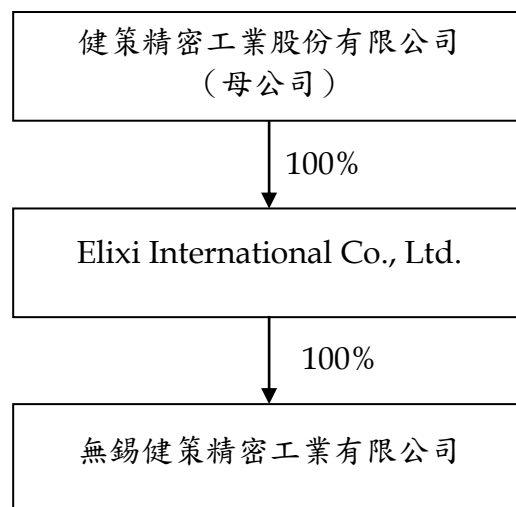 健策精密工業股份有限公司
（母公司）
100%
Elixi International Co., Ltd.
100%
無錫健策精密工業有限公司